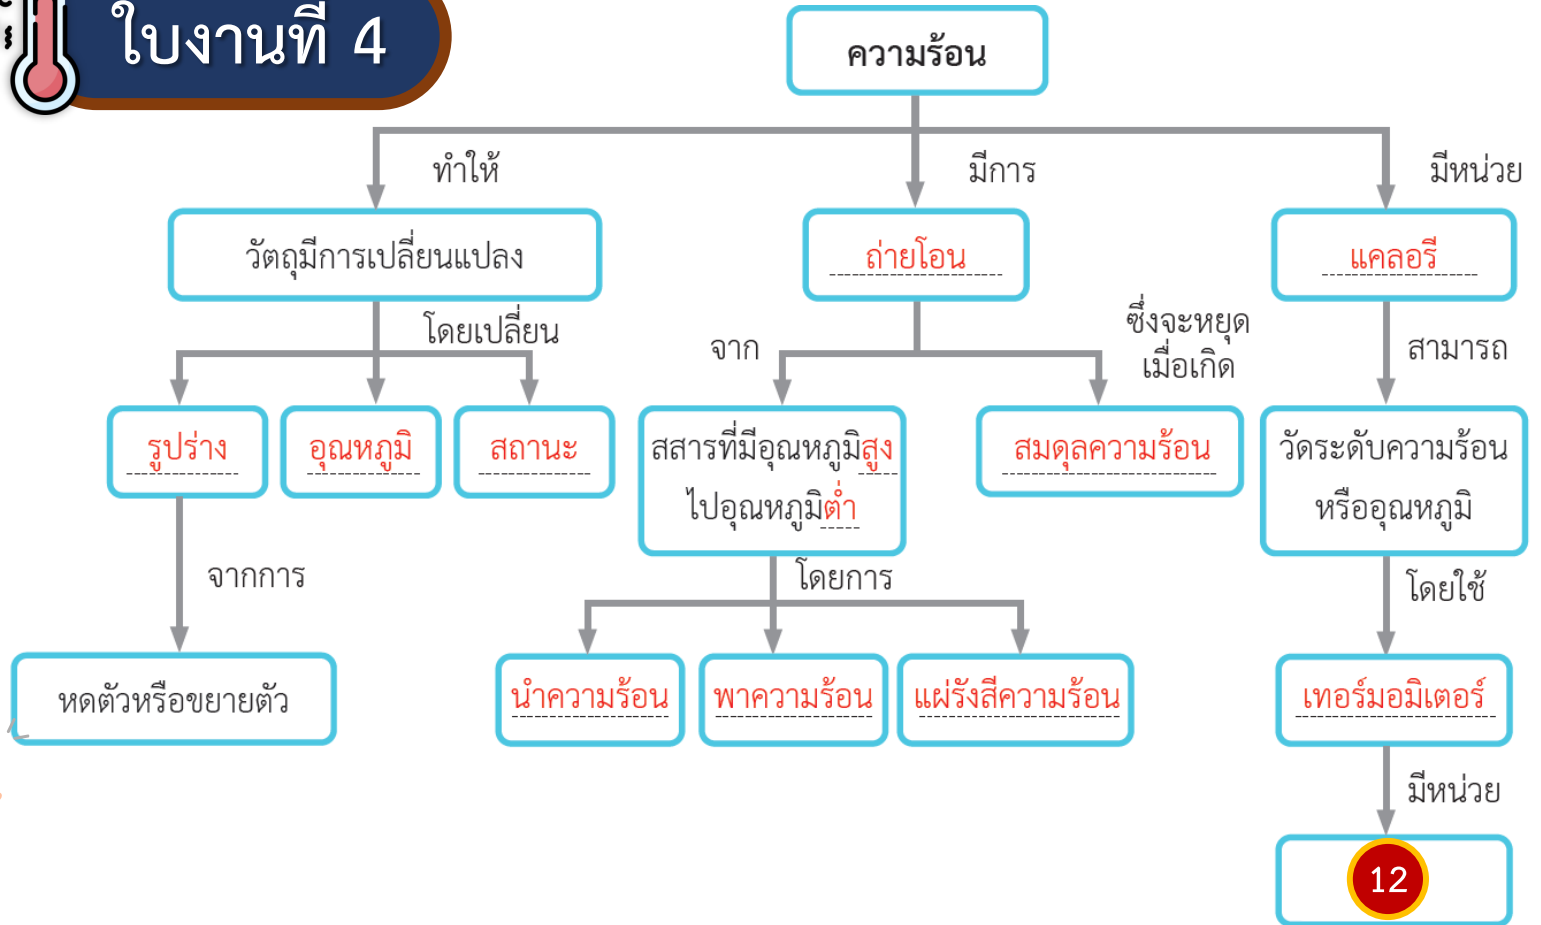 ใบงานที่ 4
ความร้อน
ทำให้
มีการ
มีหน่วย
วัตถุมีการเปลี่ยนแปลง
ถ่ายโอน
แคลอรี
โดยเปลี่ยน
จาก
ซึ่งจะหยุด
เมื่อเกิด
สามารถ
รูปร่าง
อุณหภูมิ
สถานะ
สสารที่มีอุณหภูมิสูง
ไปอุณหภูมิต่ำ
สมดุลความร้อน
วัดระดับความร้อน
หรืออุณหภูมิ
จากการ
โดยการ
โดยใช้
หดตัวหรือขยายตัว
นำความร้อน
พาความร้อน
แผ่รังสีความร้อน
เทอร์มอมิเตอร์
มีหน่วย
12